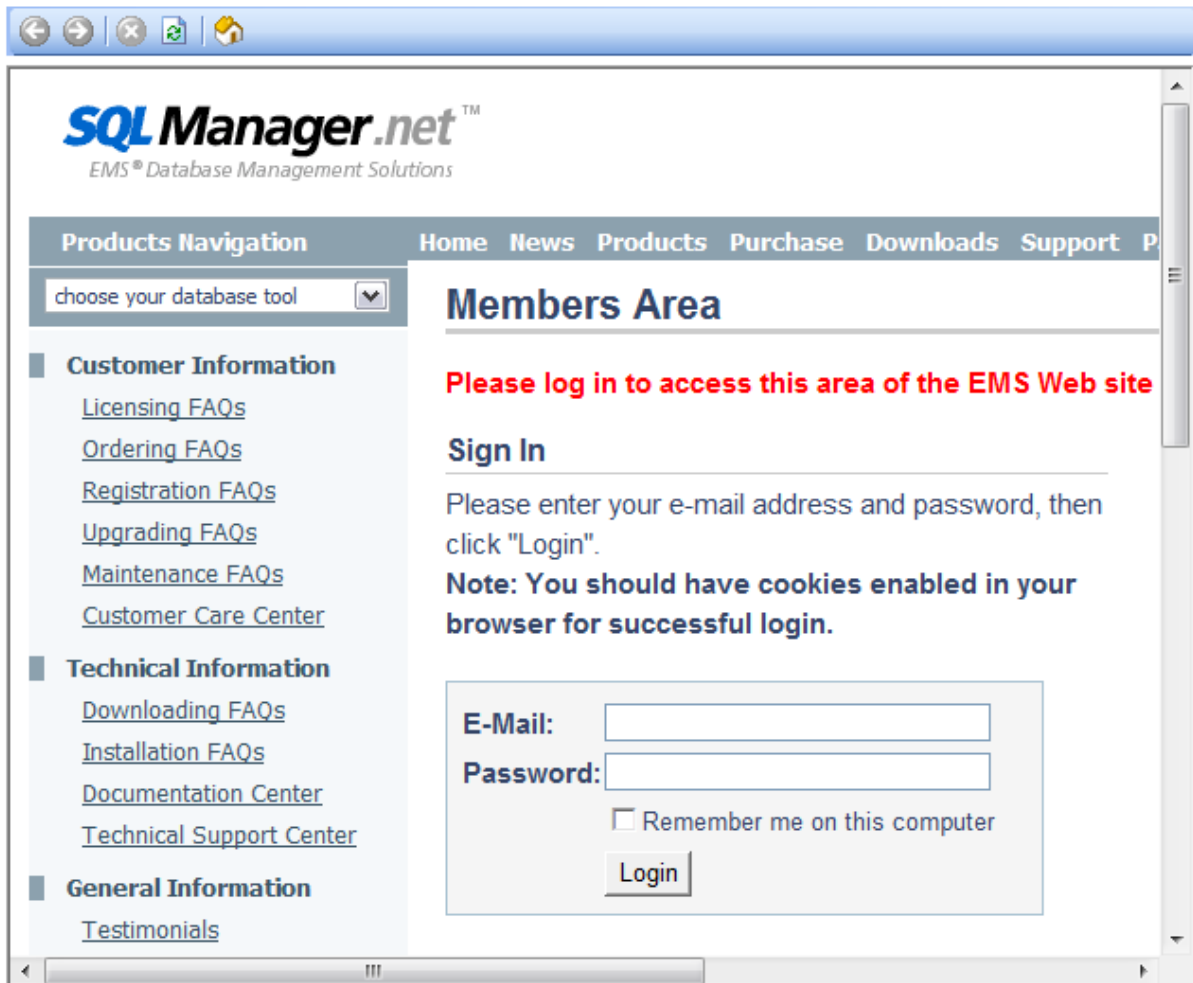 SQLManager.net™
EMS® Database Management Solutions
Products Navigation
Home News Products Purchase Downloads Support
choose your database tool
Members Area
Customer Information
Licensing FAQs
Ordering FAQs
Registration FAQs
Upgrading FAQs
Maintenance FAQs
Customer Care Center
Technical Information
Downloading FAQs
Installation FAQs
Documentation Center
Technical Support Center
General Information
Testimonials
Please log in to access this area of the EMS Web site
Sign In
Please enter your e-mail address and password, then
click "Login".
Note: You should have cookies enabled in your
browser for successful login.
E-Mail:
Password:
Remember me on this computer
Login